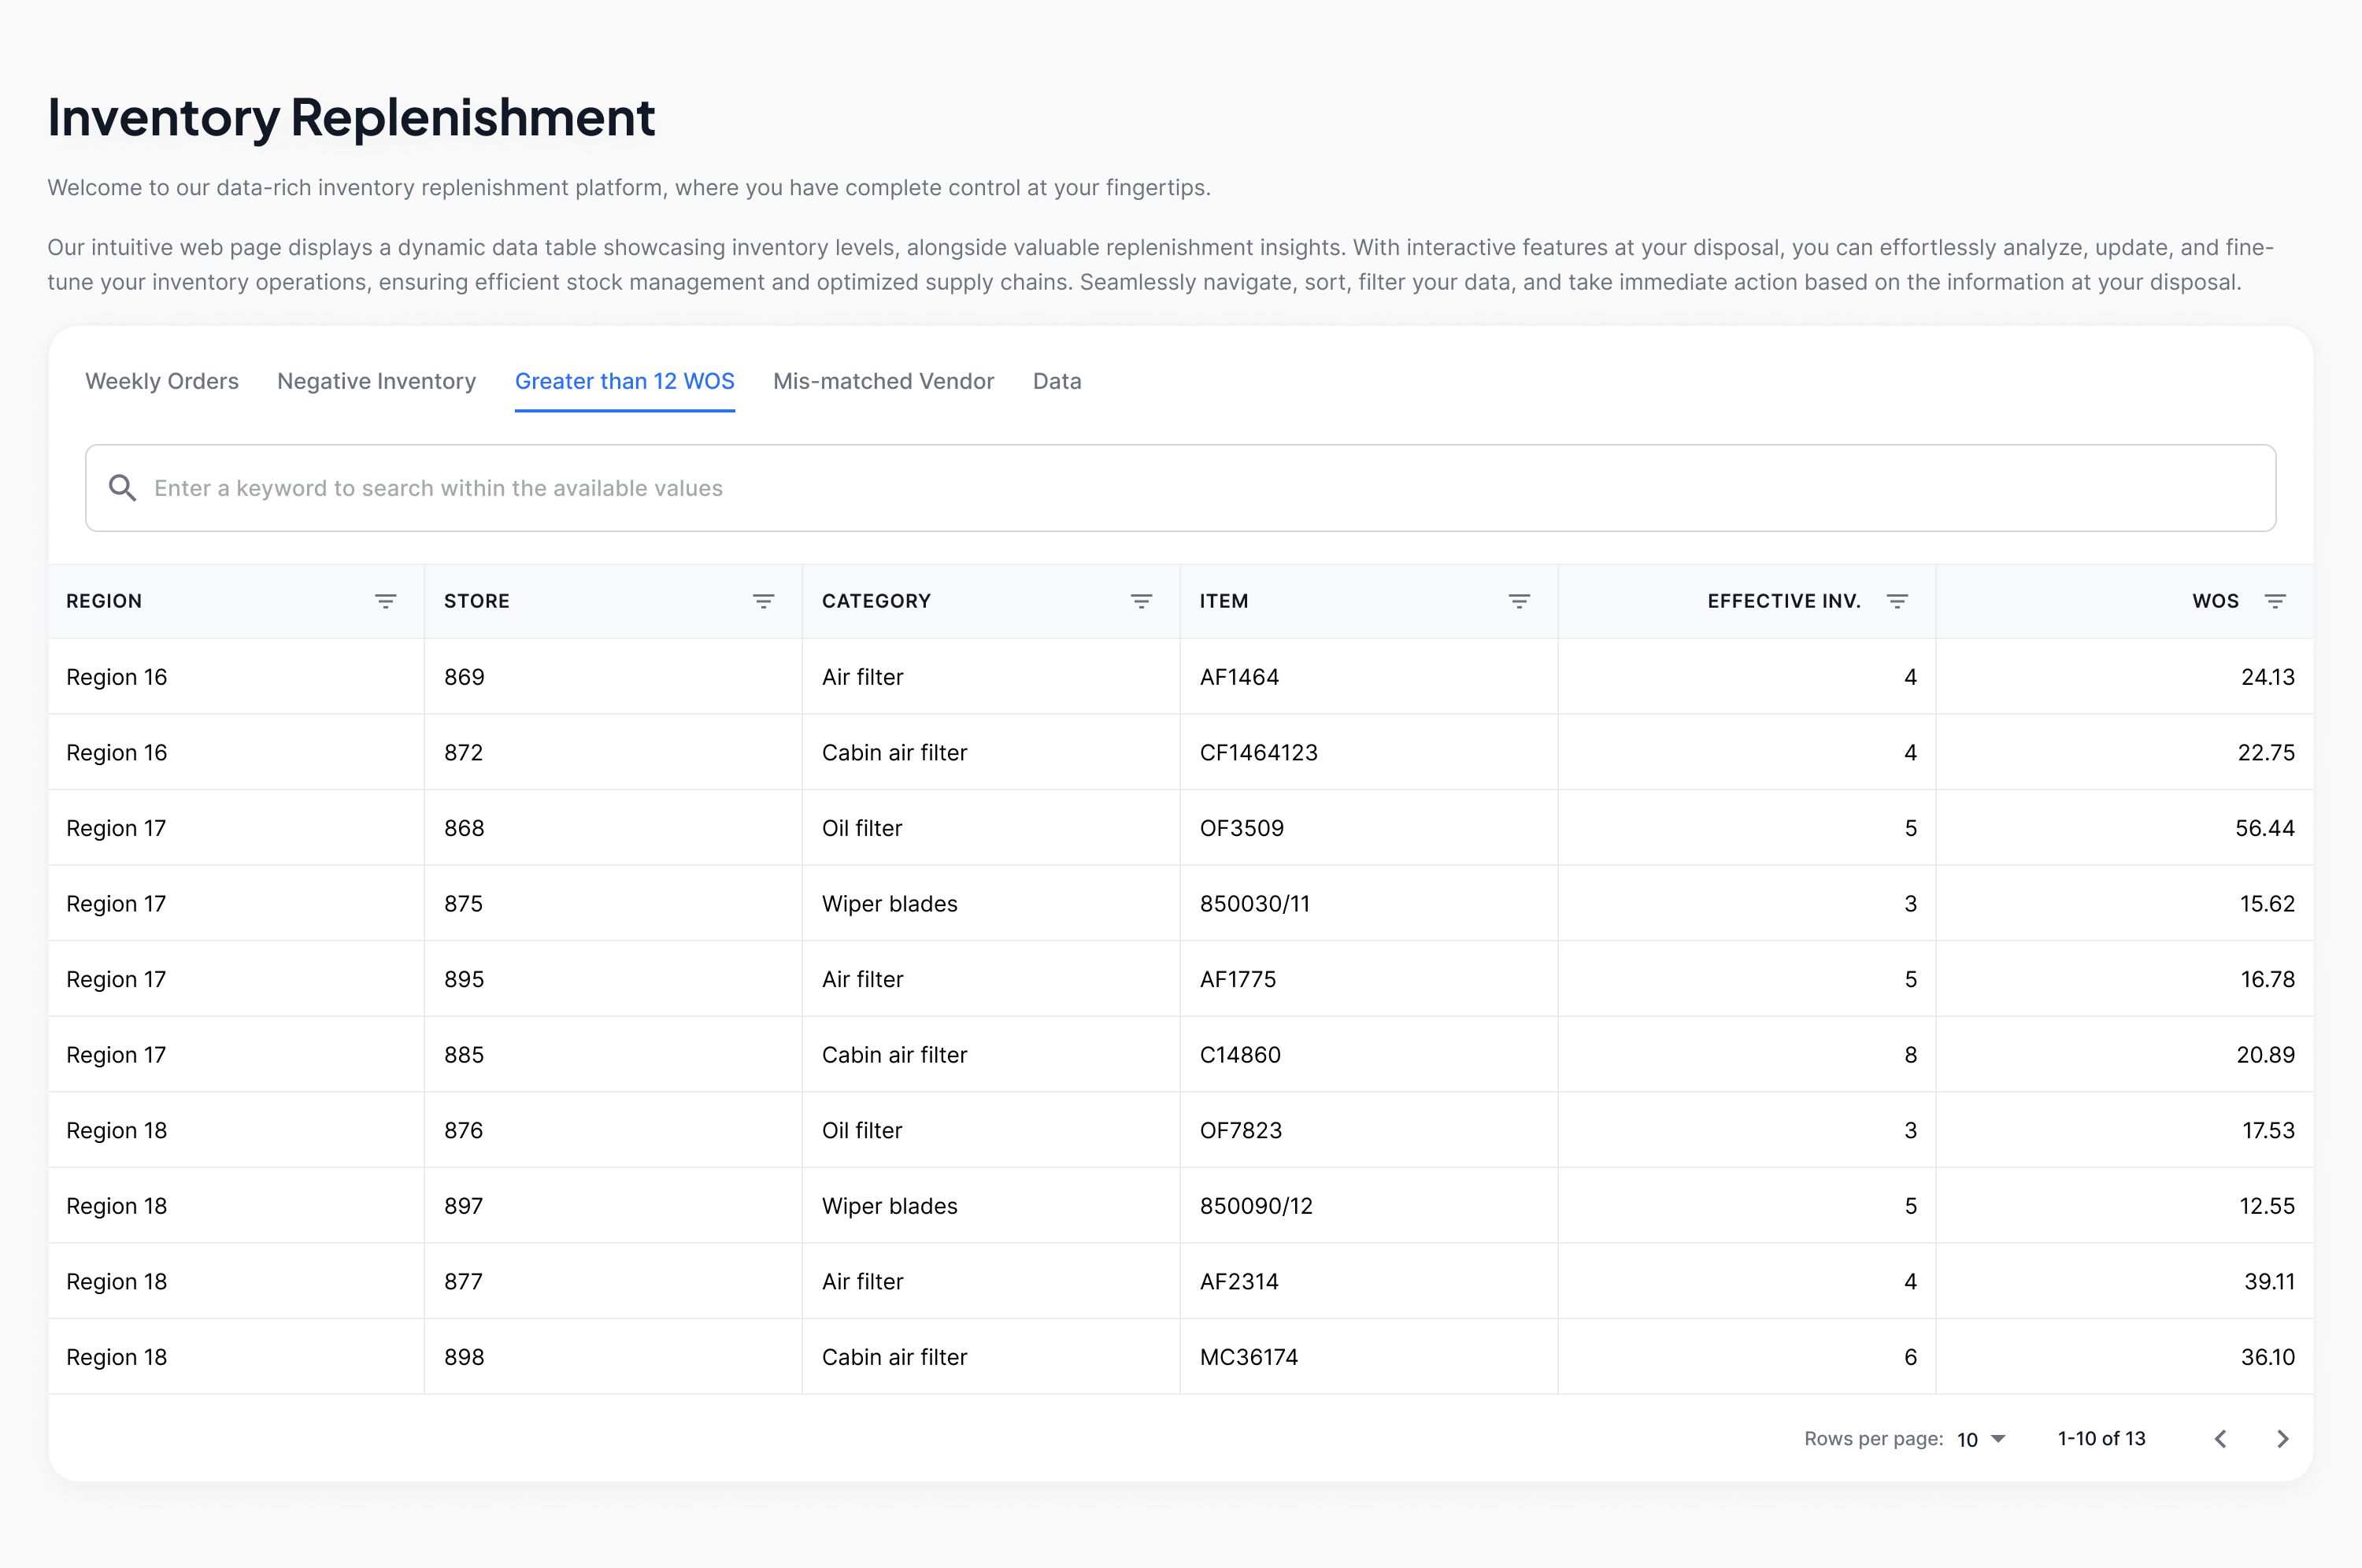 Inventory Replenishment
Welcome to our data-rich inventory replenishment platform, where you have complete control at your fingertips.
Our intuitive web page displays a dynamic data table showcasing inventory levels, alongside valuable replenishment insights. With interactive features at your disposal, you can effortlessly analyze, update, and fine-
tune your inventory operations, ensuring efficient stock management and optimized supply chains. Seamlessly navigate, sort, filter your data, and take immediate action based on the information at your disposal.
Weekly Orders Negative Inventory Greater than 12 WOS Mis-matched Vendor Data
Enter a keyword to search within the available values
REGION STORE CATEGORY ITEM EFFECTIVE INV. WOS
Region 16 869 Air filter AF1464 4 24.13
Region 16 872 Cabin air filter CF1464123 4 22.75
Region 17 868 Oil filter OF3509 5 56.44
Region 17 875 Wiper blades 850030/11 3 15.62
Region 17 895 Air filter AF1775 5 16.78
Region 17 885 Cabin air filter C14860 8 20.89
Region 18 876 Oil filter OF7823 3 17.53
Region 18 897 Wiper blades 850090/12 5 12.55
Region 18 877 Air filter AF2314 4 39.11
Region 18 898 Cabin air filter MC36174 6 36.10
Rows per page: 10 1-10 of 13